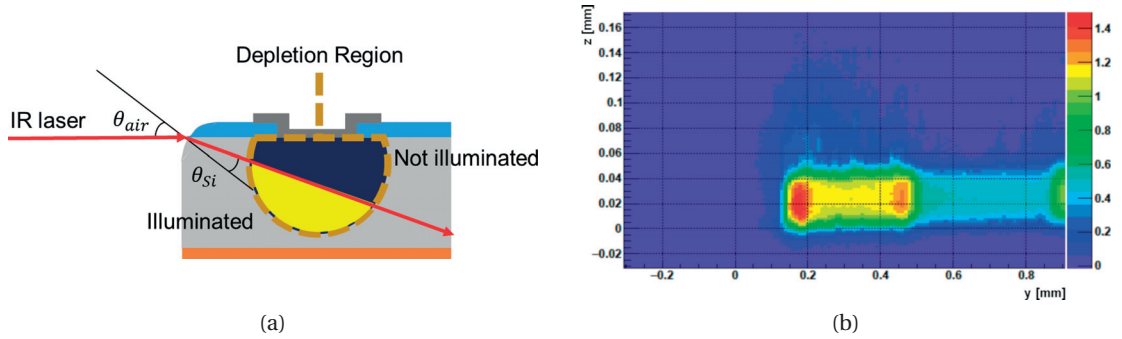 Depletion Region
IR laser
θair
θSi
Not illuminated
Illuminated
(a)
z [mm]
0.16
0.14
0.12
0.1
0.08
0.06
0.04
0.02
0
−0.02
−0.2 0 0.2 0.4 0.6 0.8
y [mm]
1.4
1.2
1
0.8
0.6
0.4
0.2
0
(b)